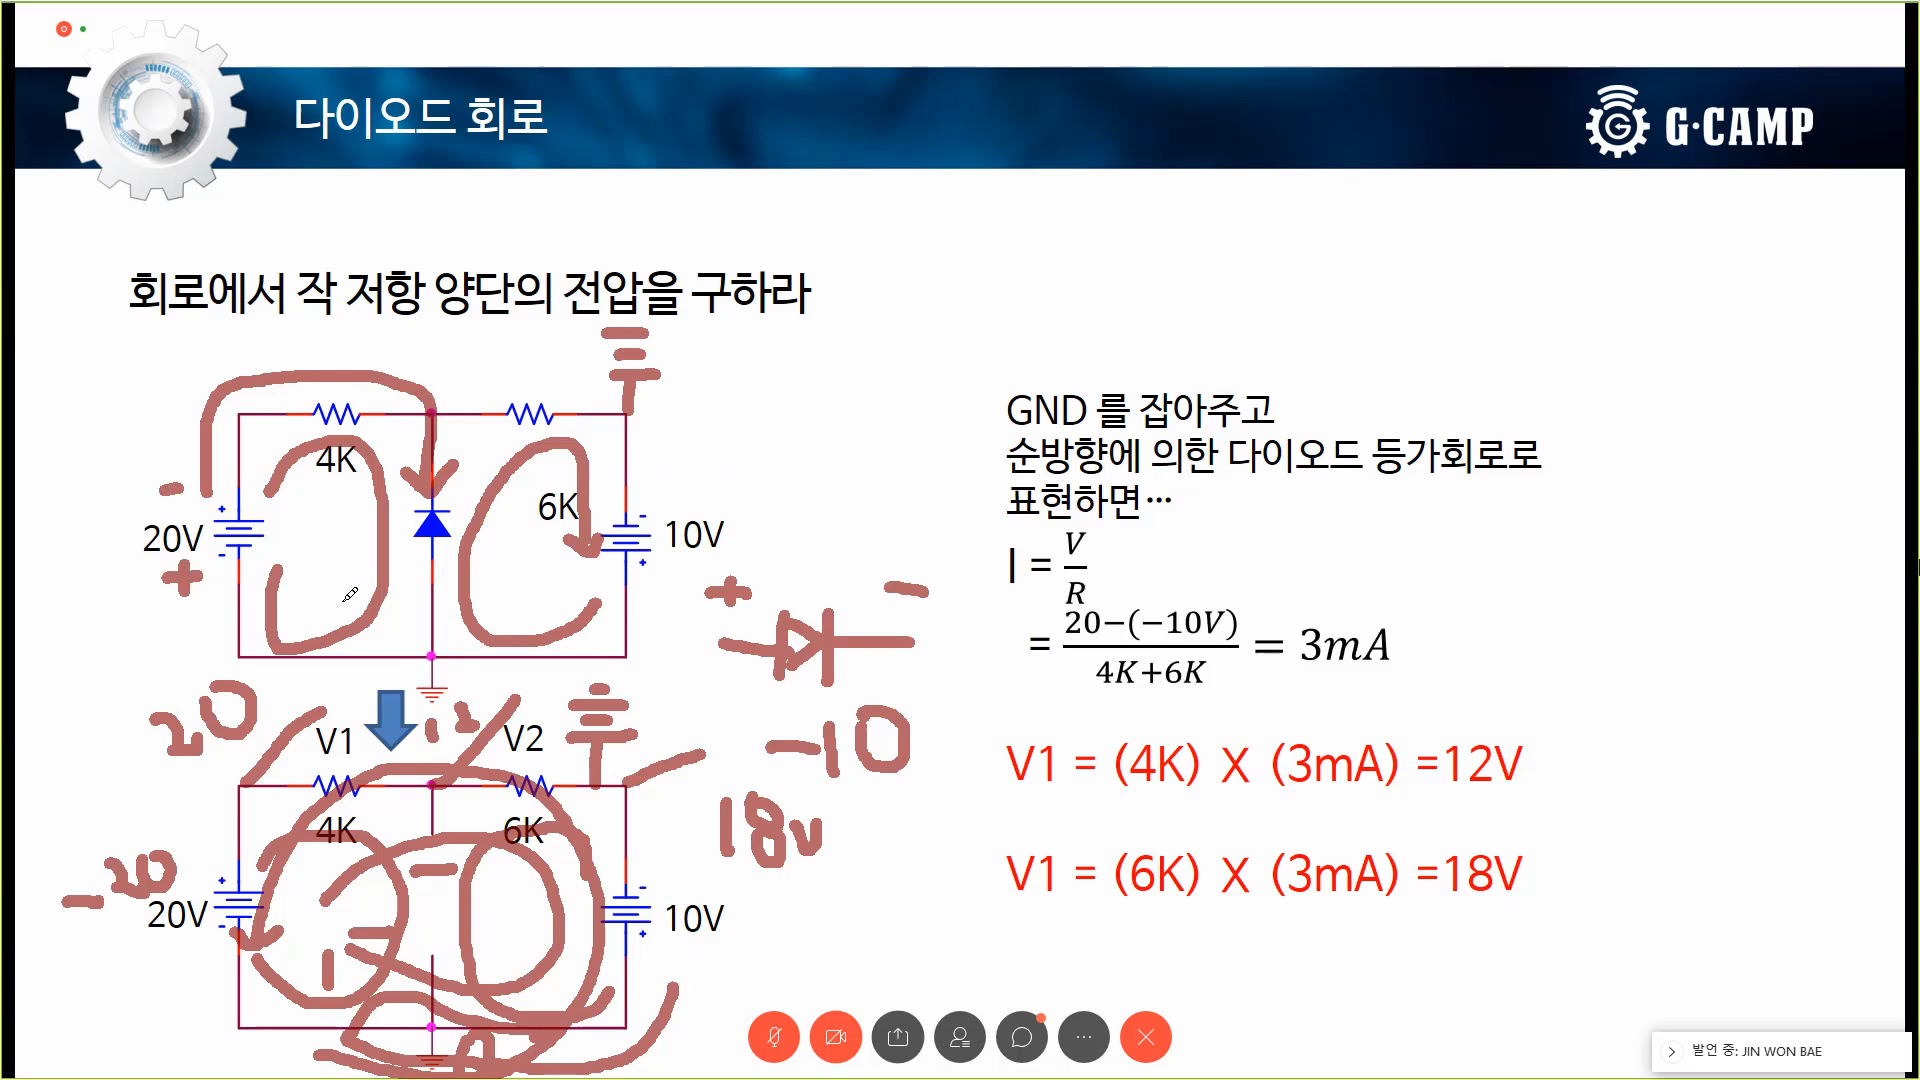 다이오드 회로
G·CAMP
회로에서 작 저항 양단의 전압을 구하라
4K
6K
-
+
20V
-
+
-
10V
+
+
-
GND 를 잡아주고
순방향에 의한 다이오드 등가회로로
표현하면…
I = V/R
= 20−(−10V)/4K+6K = 3mA
20
V1
12
V2
-10
4K
6K
18v
-20
+
20V
-
-
10V
+
V1 = (4K) X (3mA) =12V
V1 = (6K) X (3mA) =18V
발언 중: JIN WON BAE